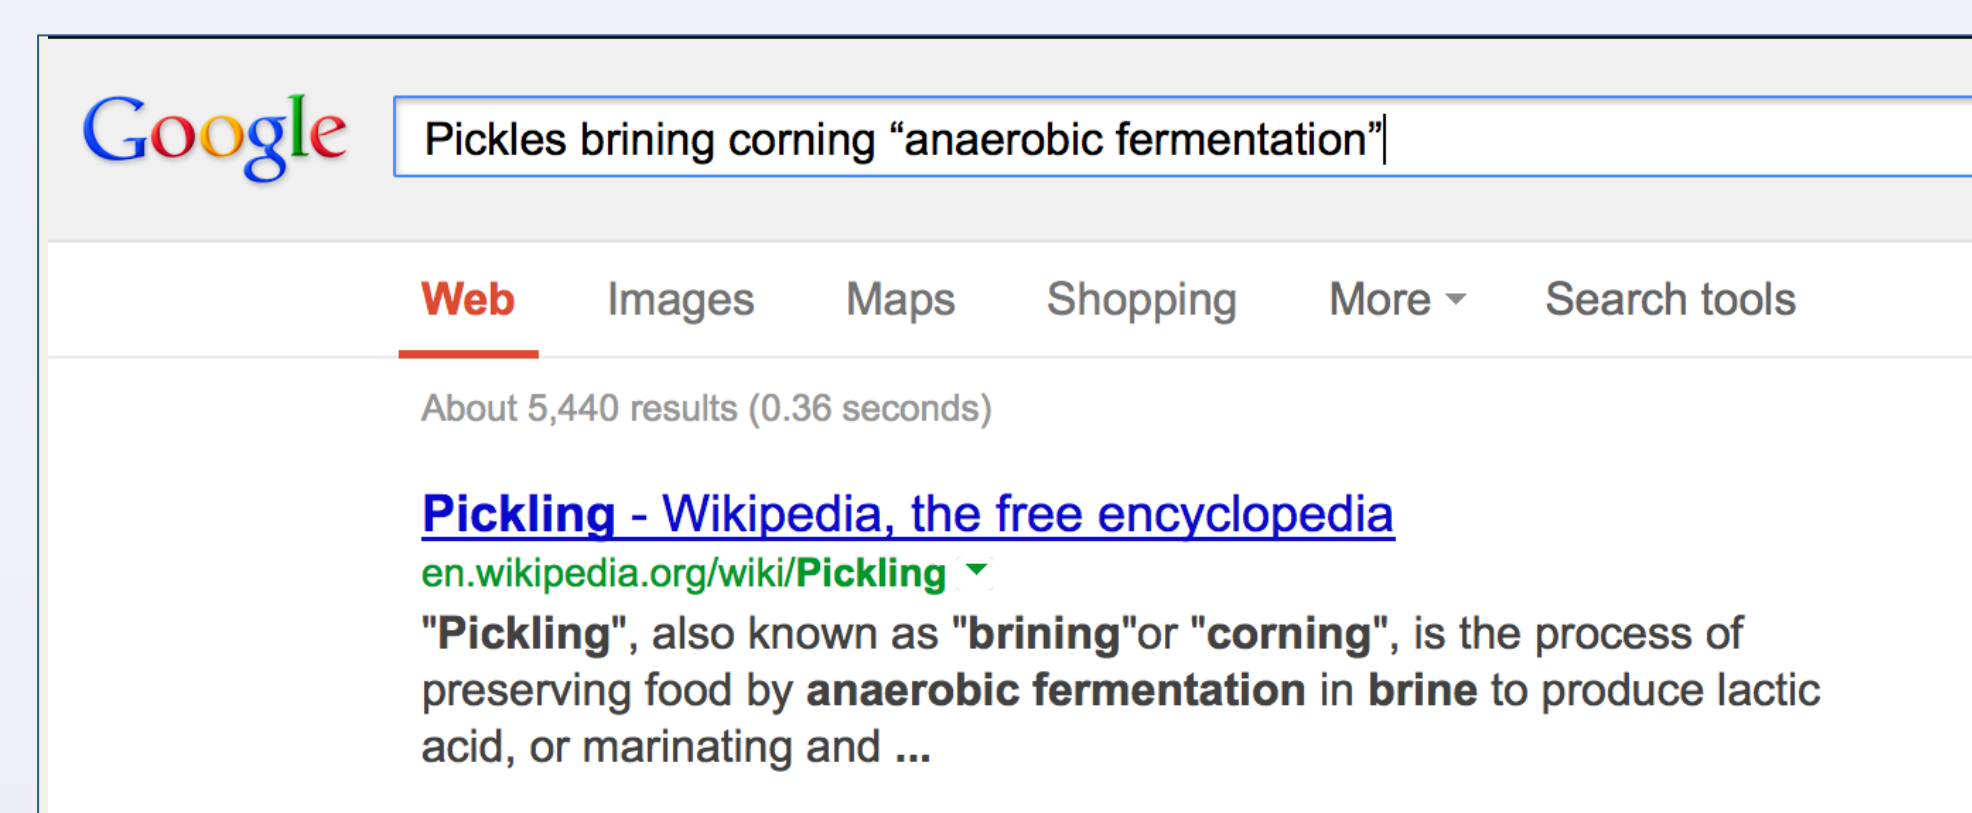 Google
Pickles brining corning “anaerobic fermentation”
Web Images Maps Shopping More Search tools
About 5,440 results (0.36 seconds)
Pickling - Wikipedia, the free encyclopedia
en.wikipedia.org/wiki/Pickling
"Pickling", also known as "brining"or "corning", is the process of
preserving food by anaerobic fermentation in brine to produce lactic
acid, or marinating and ...